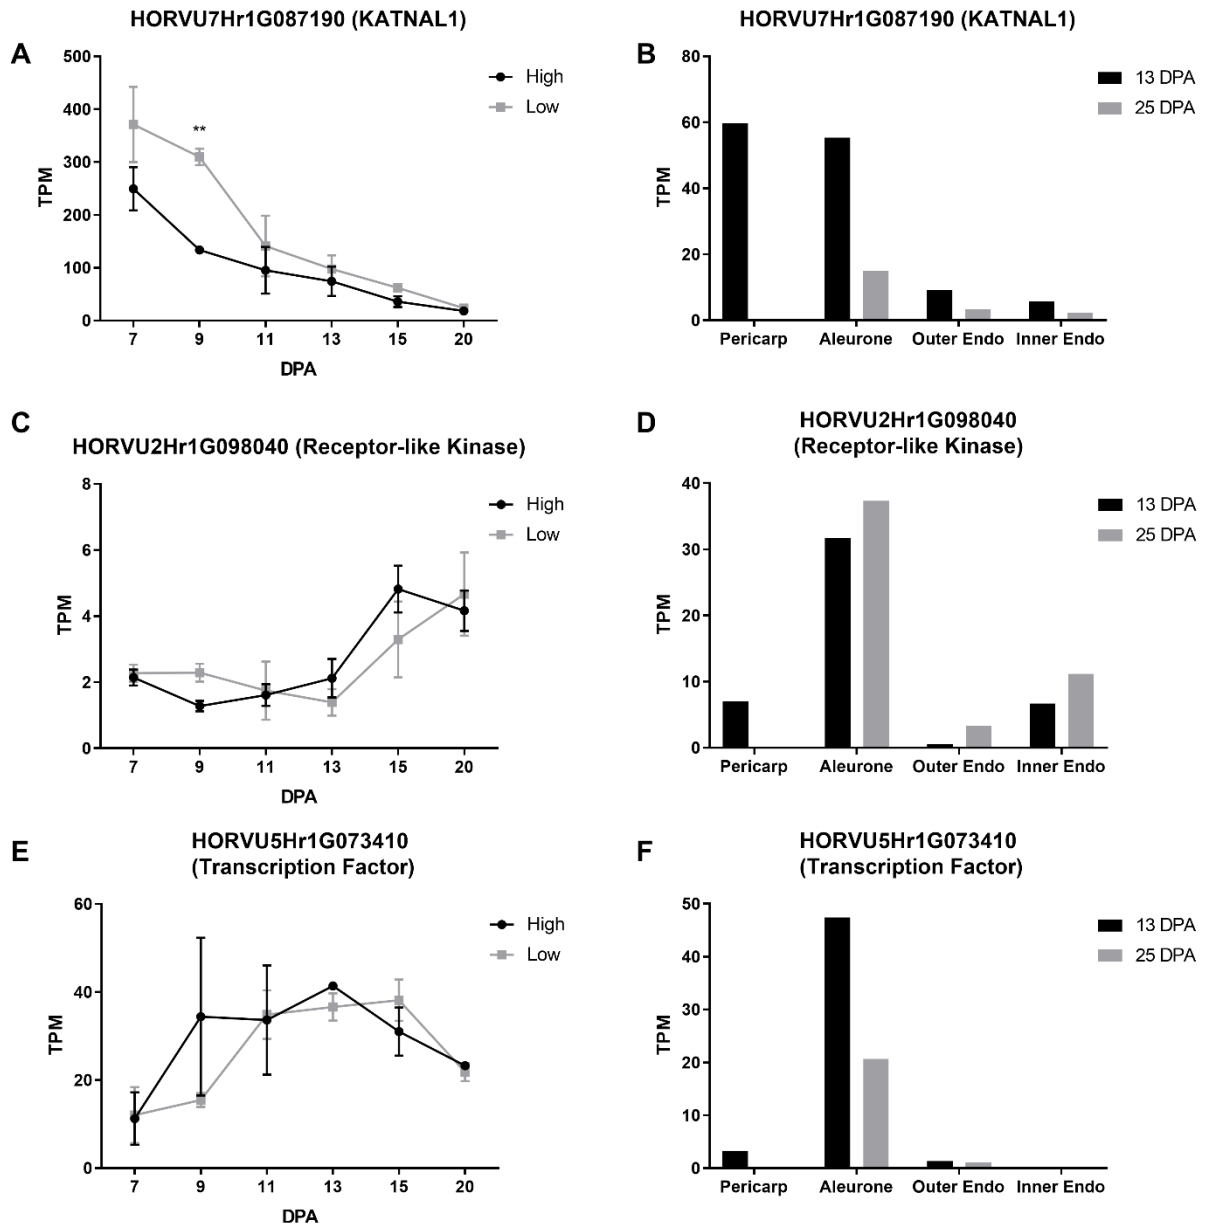 HORVU7Hr1G087190 (KATNAL1)
A
500
400
300
200
100
0
TPM
**
High
Low
7 9 11 13 15 20
DPA
HORVU7Hr1G087190 (KATNAL1)
B
80
60
40
20
0
TPM
13 DPA
25 DPA
Pericarp Aleurone Outer Endo Inner Endo
C
HORVU2Hr1G098040 (Receptor-like Kinase)
8
6
4
2
0
TPM
High
Low
7 9 11 13 15 20
DPA
D
HORVU2Hr1G098040
(Receptor-like Kinase)
40
30
20
10
0
TPM
13 DPA
25 DPA
Pericarp Aleurone Outer Endo Inner Endo
E
HORVU5Hr1G073410
(Transcription Factor)
60
40
20
0
TPM
High
Low
7 9 11 13 15 20
DPA
F
HORVU5Hr1G073410
(Transcription Factor)
50
40
30
20
10
0
TPM
13 DPA
25 DPA
Pericarp Aleurone Outer Endo Inner Endo